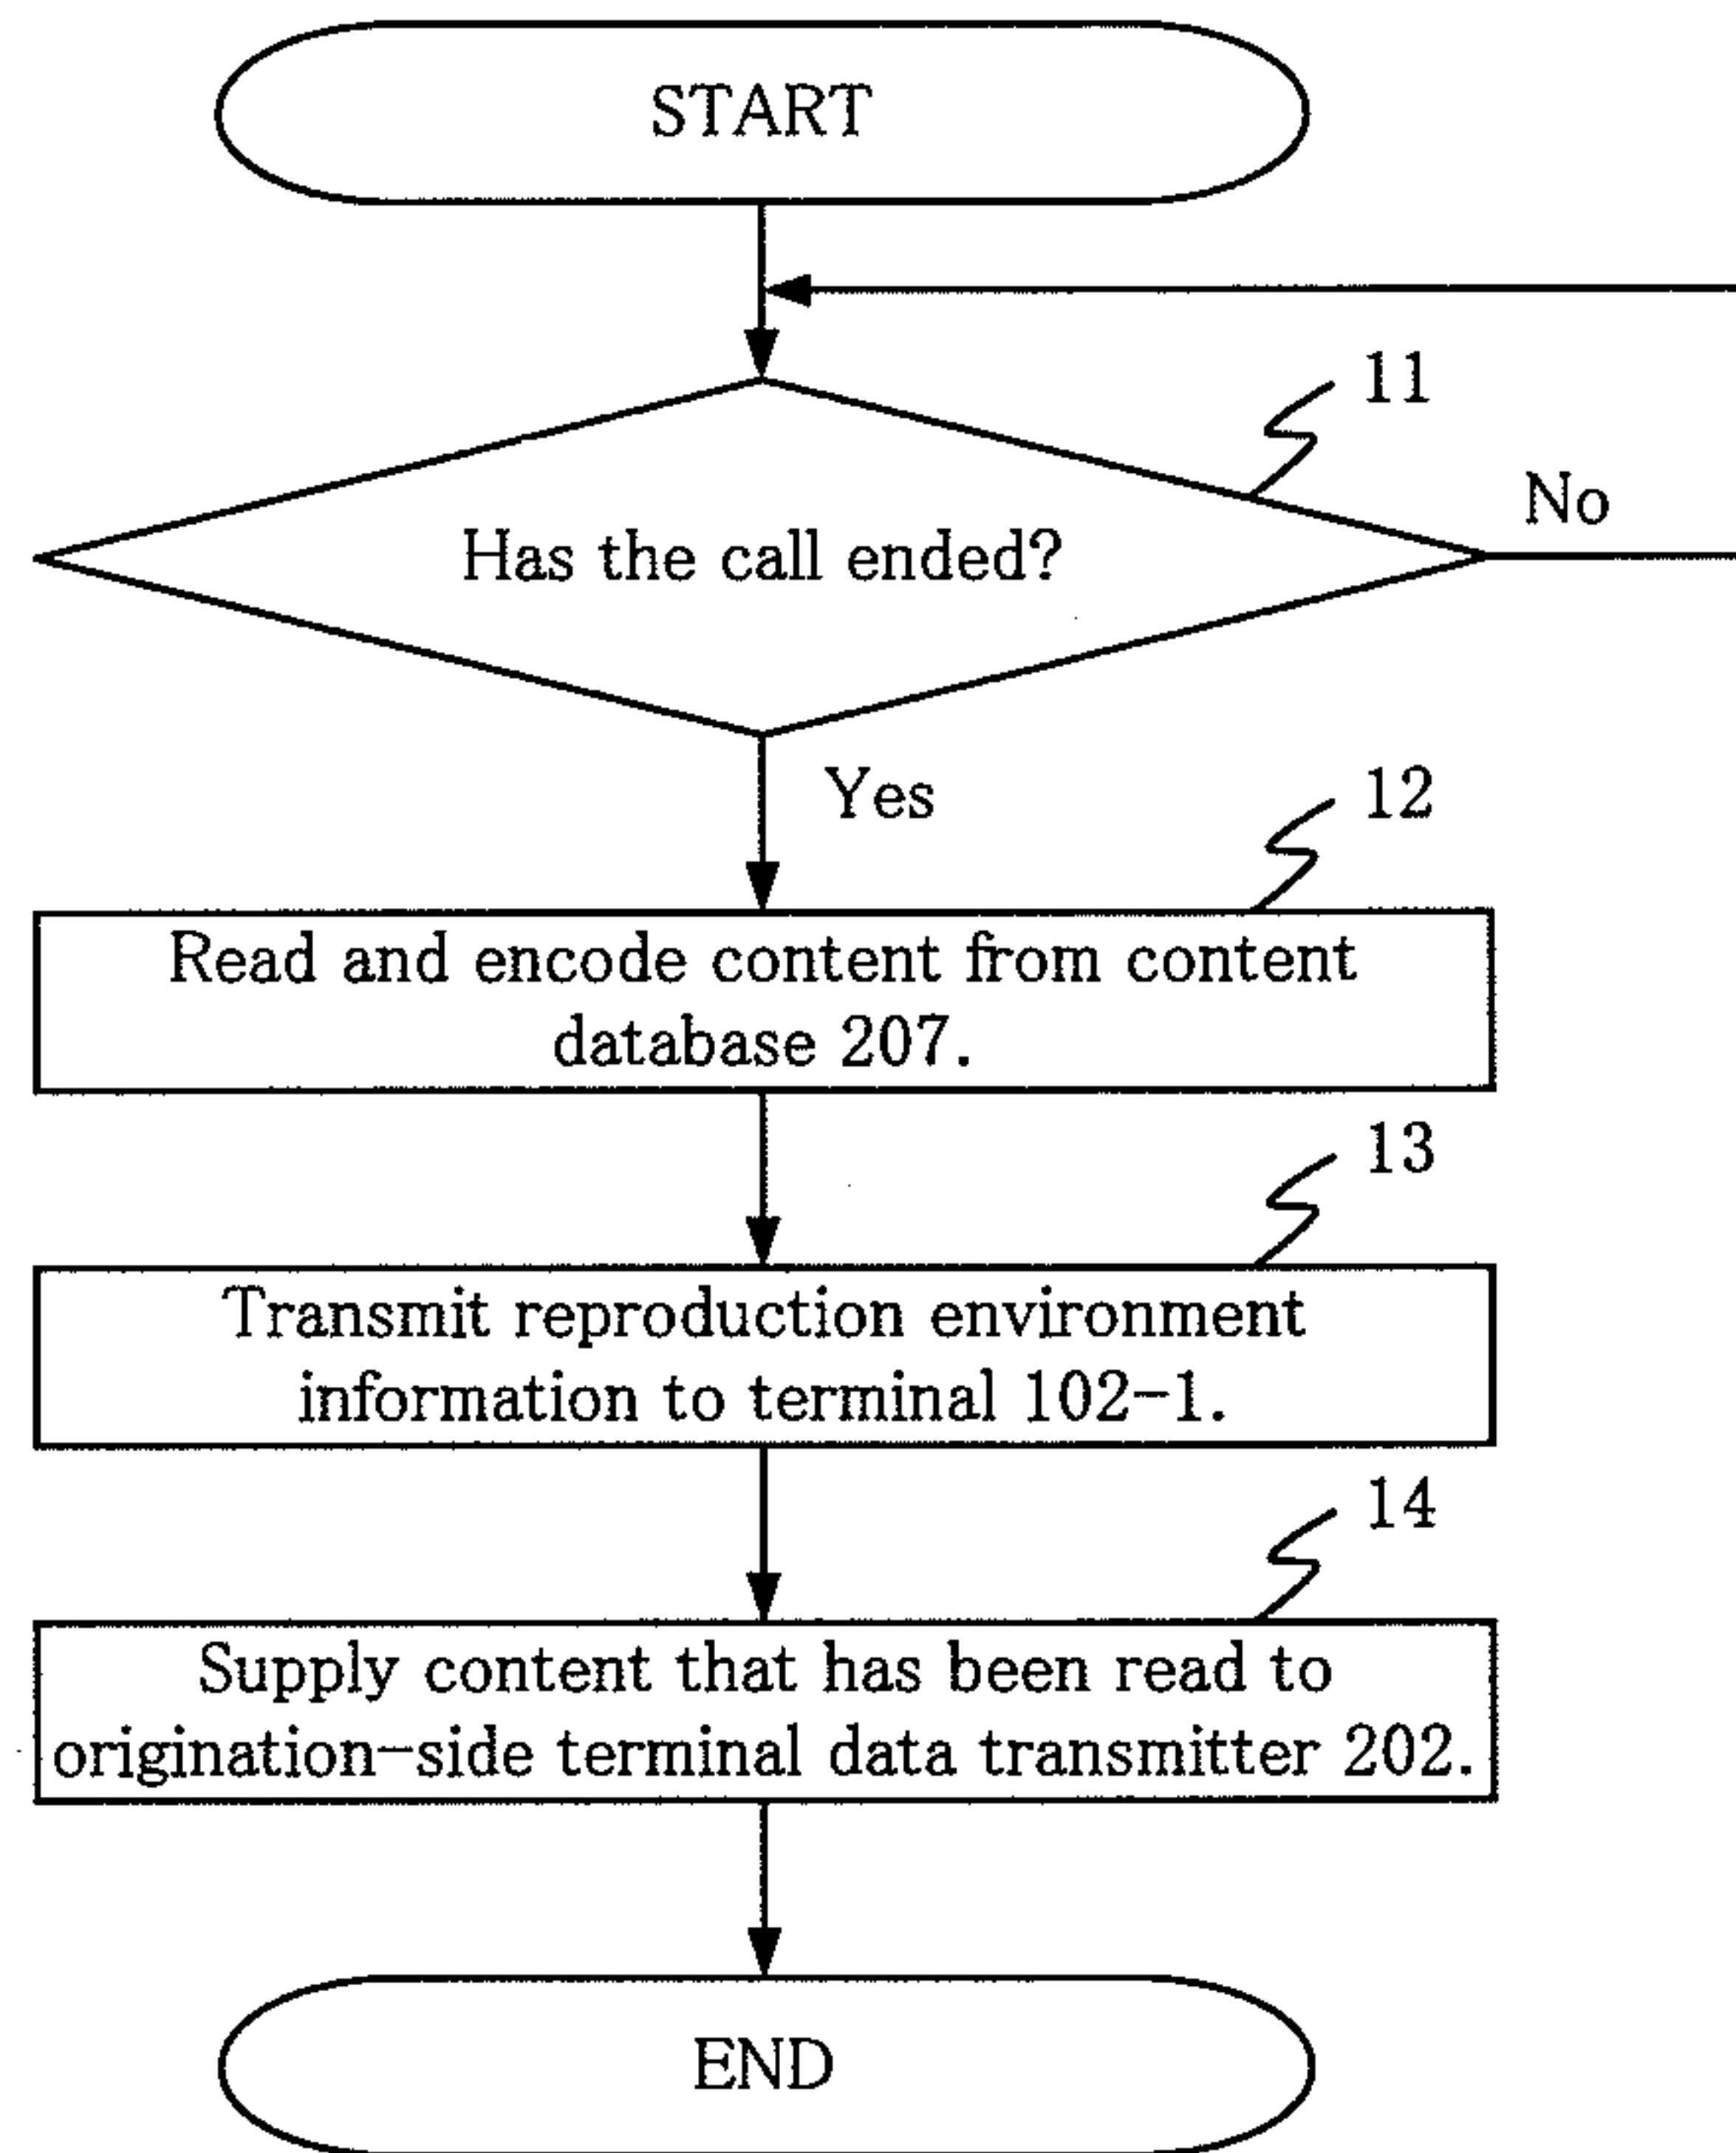 START
11
No
Has the call ended?
Yes
12
Read and encode content from content
database 207.
13
Transmit reproduction environment
information to terminal 102-1.
14
Supply content that has been read to
origination-side terminal data transmitter 202.
END